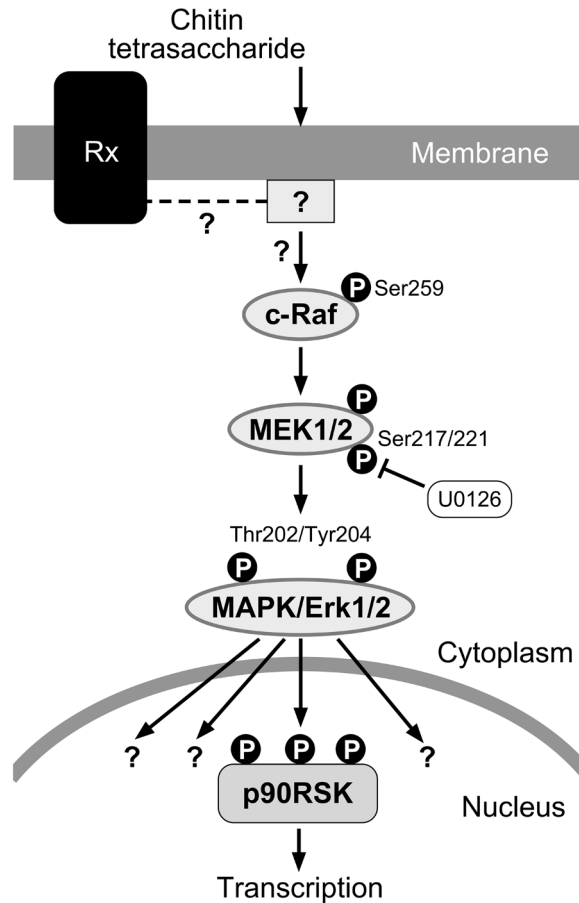 Chitin
tetrasaccharide
Rx
Membrane
?
?
?
P
Ser259
c-Raf
P
MEK1/2
Ser217/221
P
U0126
Thr202/Tyr204
P P
MAPK/Erk1/2
Cytoplasm
? ? P P P ?
p90RSK
Nucleus
Transcription